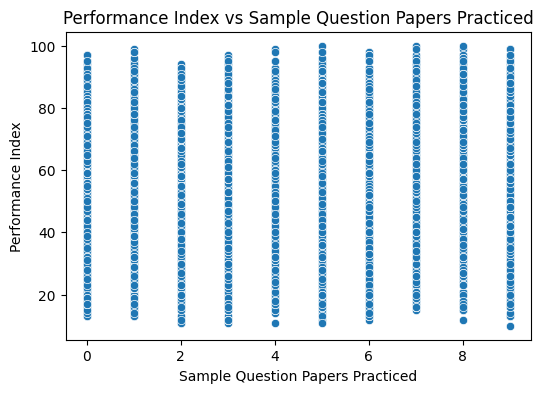 Performance Index vs Sample Question Papers Practiced
100
80
60
40
20
Performance Index
0 2 4 6 8
Sample Question Papers Practiced